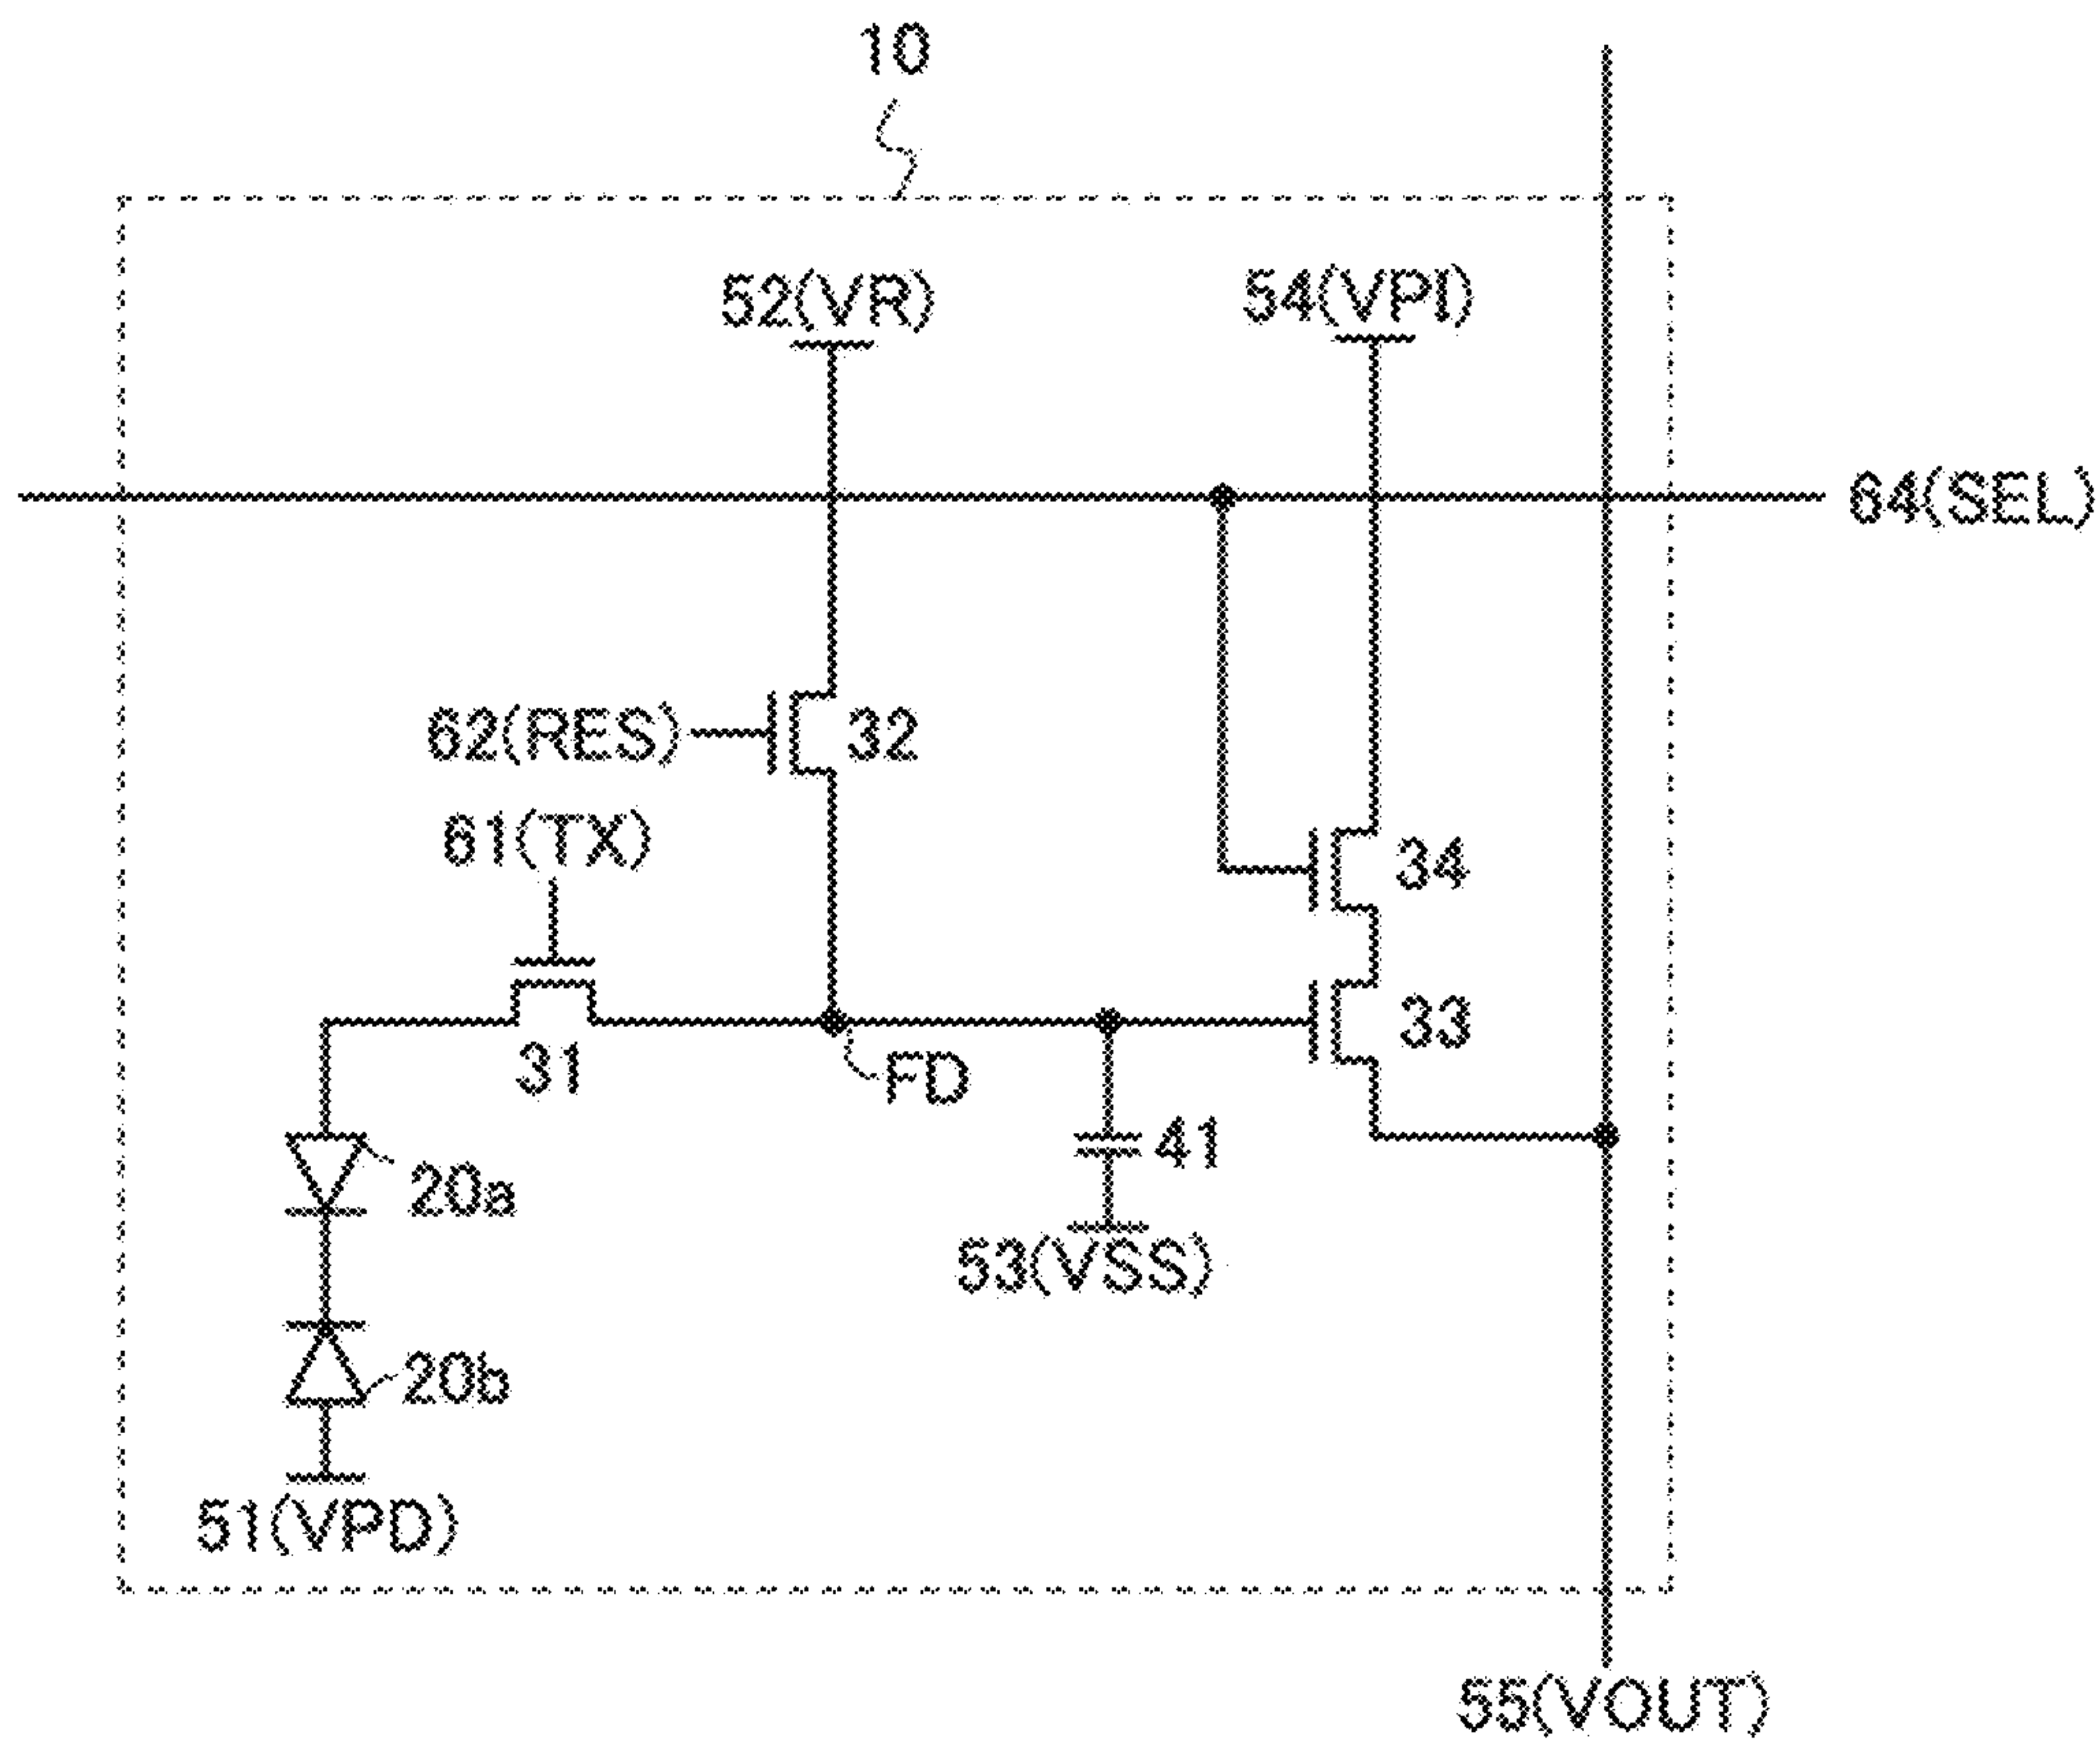 10
52(VR)
54(VPI)
64(SEL)
62(RES)
32
61(TX)
34
33
31
FD
41
20a
53(VSS)
20b
51(VPD)
55(VOUT)